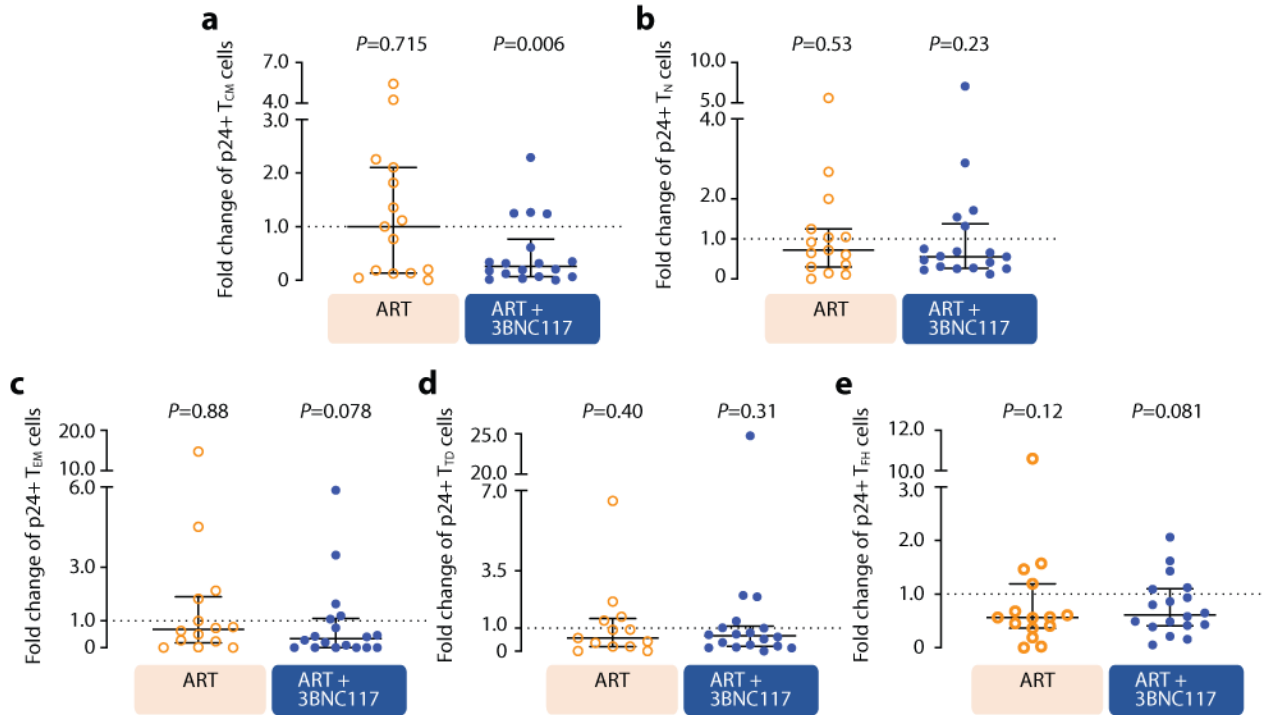 a
P=0.715
P=0.006
Fold change of p24+ TCM cells
7.0
4.0
3.0
2.0
1.0
0
ART
ART +
3BNC117
b
P=0.53
P=0.23
Fold change of p24+ TN cells
10.0
5.0
4.0
2.0
1.0
0
ART
ART +
3BNC117
c
P=0.88
P=0.078
Fold change of p24+ TEM cells
20.0
10.0
6.0
3.0
1.0
0
ART
ART +
3BNC117
d
P=0.40
P=0.31
Fold change of p24+ TTD cells
25.0
20.0
7.0
3.5
1.0
0
ART
ART +
3BNC117
e
P=0.12
P=0.081
Fold change of p24+ TFH cells
12.0
10.0
3.0
2.0
1.0
0
ART
ART +
3BNC117